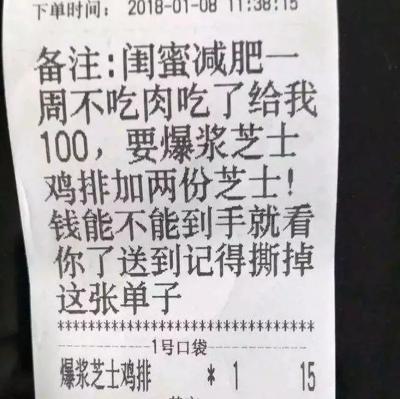 下单时间： 2018-01-08 11:38:15
备注:闺蜜减肥一
周不吃肉吃了给我
100，要爆浆芝士
鸡排加两份芝士!
钱能不能到手就看
你了送到记得撕掉
这张单子
********************************
1号口袋
爆浆芝士鸡排 * 1 15